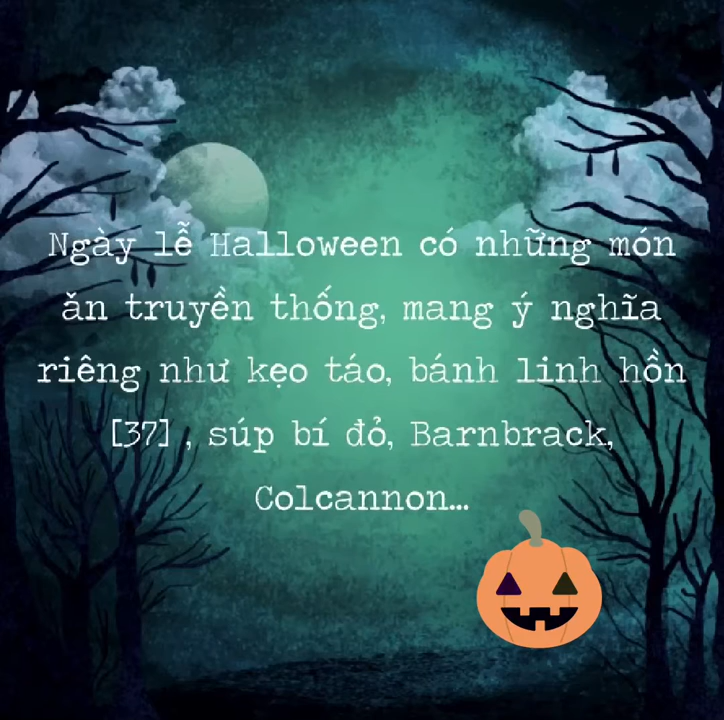 Ngày lễ Halloween có những món
ăn truyền thống, mang ý nghĩa
riêng như kẹo táo, bánh linh hồn
[37] , súp bí đỏ, Barnbrack,
Colcannon...